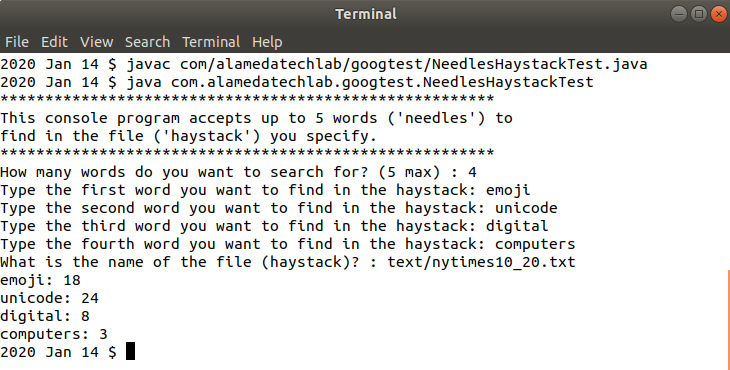 Terminal
File Edit View Search Terminal Help
2020 Jan 14 $ javac com/alamedatechlab/googtest/NeedlesHaystackTest.java
2020 Jan 14 $ java com.alamedatechlab.googtest.NeedlesHaystackTest
*******************************************************
This console program accepts up to 5 words ('needles') to
find in the file ('haystack') you specify.
*******************************************************
How many words do you want to search for? (5 max) : 4
Type the first word you want to find in the haystack: emoji
Type the second word you want to find in the haystack: unicode
Type the third word you want to find in the haystack: digital
Type the fourth word you want to find in the haystack: computers
What is the name of the file (haystack)? : text/nytimes10_20.txt
emoji: 18
unicode: 24
digital: 8
computers: 3
2020 Jan 14 $